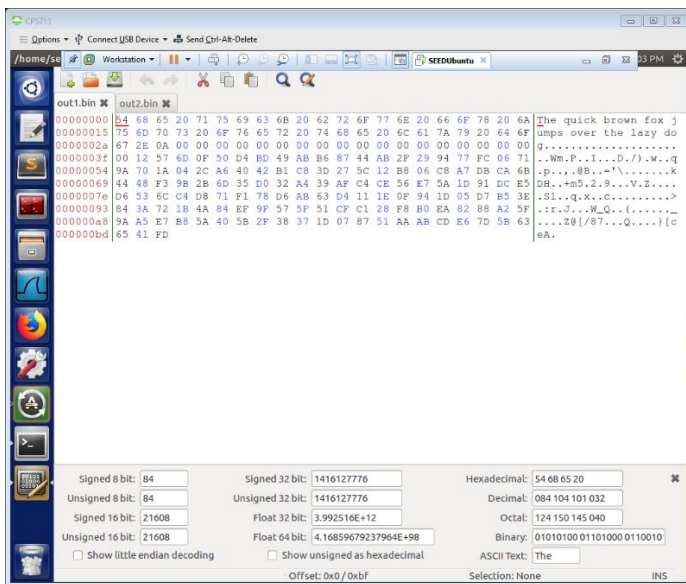 CPS713
Options Connect USB Device Send Ctrl-Alt-Delete
/home/se Workstation SEEDUbuntu 03 PM
out1.bin out2.bin
00000000 54 68 65 20 71 75 69 63 6B 20 62 72 6F 77 6E 20 66 6F 78 20 6A The quick brown fox j
00000015 75 6D 70 73 20 6F 76 65 72 20 74 68 65 20 6C 61 7A 79 20 64 6F umps over the lazy do
0000002a 67 2E 0A 00 00 00 00 00 00 00 00 00 00 00 00 00 00 00 00 00 00 g....................
0000003f 00 12 57 6D 0F 50 D4 BD 49 AB B6 87 44 AB 2F 29 94 77 FC 06 71 ..Wm.P..I...D./).w..q
00000054 9A 70 1A 04 2C A6 40 42 B1 C8 3D 27 5C 12 B8 06 C8 A7 DB CA 6B .p..,.@B..='\.......k
00000069 44 48 F3 9B 2B 6D 35 D0 32 A4 39 AF C4 CE 56 E7 5A 1D 91 DC E5 DH..+m5.2.9...V.Z....
0000007e D6 53 6C C4 D8 71 F1 78 D6 AB 63 D4 11 1E 0F 94 1D 05 D7 B5 3E .Sl..q.x..c.........>
00000093 84 3A 72 1B 4A 84 EF 9F 57 5F 51 CF C1 28 F8 B0 EA 82 88 A2 5F .:r.J...W_Q..(......_
000000a8 9A A5 E7 B8 5A 40 5B 2F 38 37 1D 07 87 51 AA AB CD E6 7D 5B 63 ....Z@[/87...Q....}[c
000000bd 65 41 FD eA.
Signed 8 bit: 84 Signed 32 bit: 1416127776 Hexadecimal: 54 68 65 20
Unsigned 8 bit: 84 Unsigned 32 bit: 1416127776 Decimal: 084 104 101 032
Signed 16 bit: 21608 Float 32 bit: 3.992516E+12 Octal: 124 150 145 040
Unsigned 16 bit: 21608 Float 64 bit: 4.16859679237964E+98 Binary: 01010100 01101000 0110010
Show little endian decoding Show unsigned as hexadecimal ASCII Text: The
Offset: 0x0 / 0xbf Selection: None INS